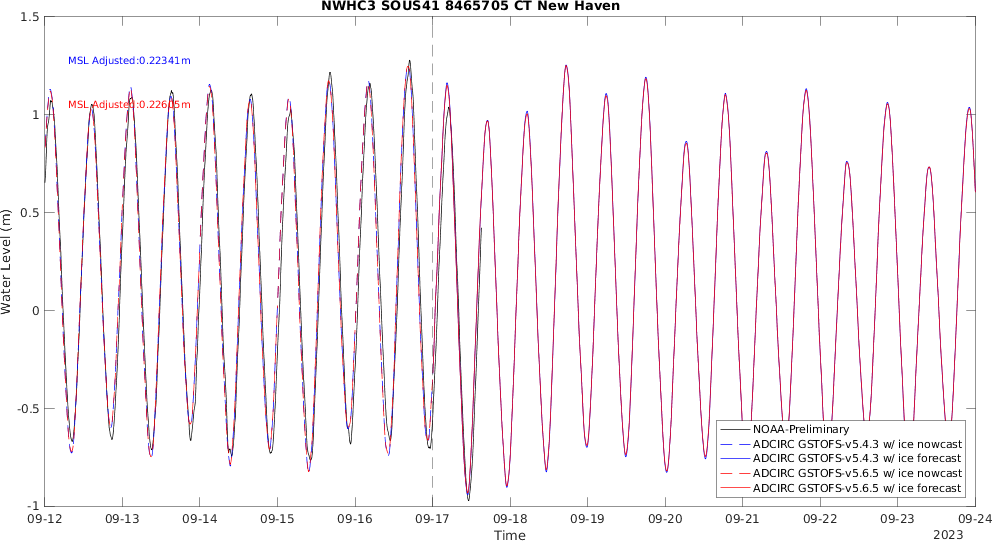 NWHC3 SOUS41 8465705 CT New Haven
1.5
MSL Adjusted:0.22341m
MSL Adjusted:0.22605m
1
0.5
0
-0.5
-1
Water Level (m)
NOAA-Preliminary
ADCIRC GSTOFS-v5.4.3 w/ ice nowcast
ADCIRC GSTOFS-v5.4.3 w/ ice forecast
ADCIRC GSTOFS-v5.6.5 w/ ice nowcast
ADCIRC GSTOFS-v5.6.5 w/ ice forecast
09-12 09-13 09-14 09-15 09-16 09-17 09-18 09-19 09-20 09-21 09-22 09-23 09-24
Time
2023